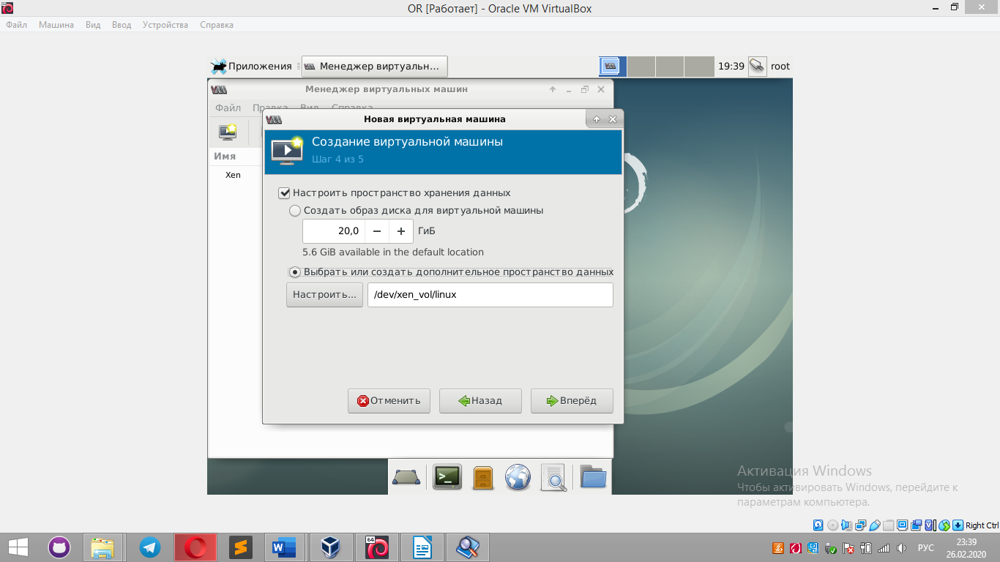 OR [Работает] - Oracle VM VirtualBox
Файл Машина Вид Ввод Устройства Справка
Приложения Менеджер виртуальн... 19:39 root
Менеджер виртуальных машин
Файл Правка Вид Справка
Новая виртуальная машина
Создание виртуальной машины
Шаг 4 из 5
Имя
Xen
Настроить пространство хранения данных
Создать образ диска для виртуальной машины
20,0 ГиБ
5.6 GiB available in the default location
Выбрать или создать дополнительное пространство данных
Настроить... /dev/xen_vol/linux
Отменить Назад Вперёд
Активация Windows
Чтобы активировать Windows, перейдите к
параметрам компьютера.
Right Ctrl
64
РУС 23:39
26.02.2020